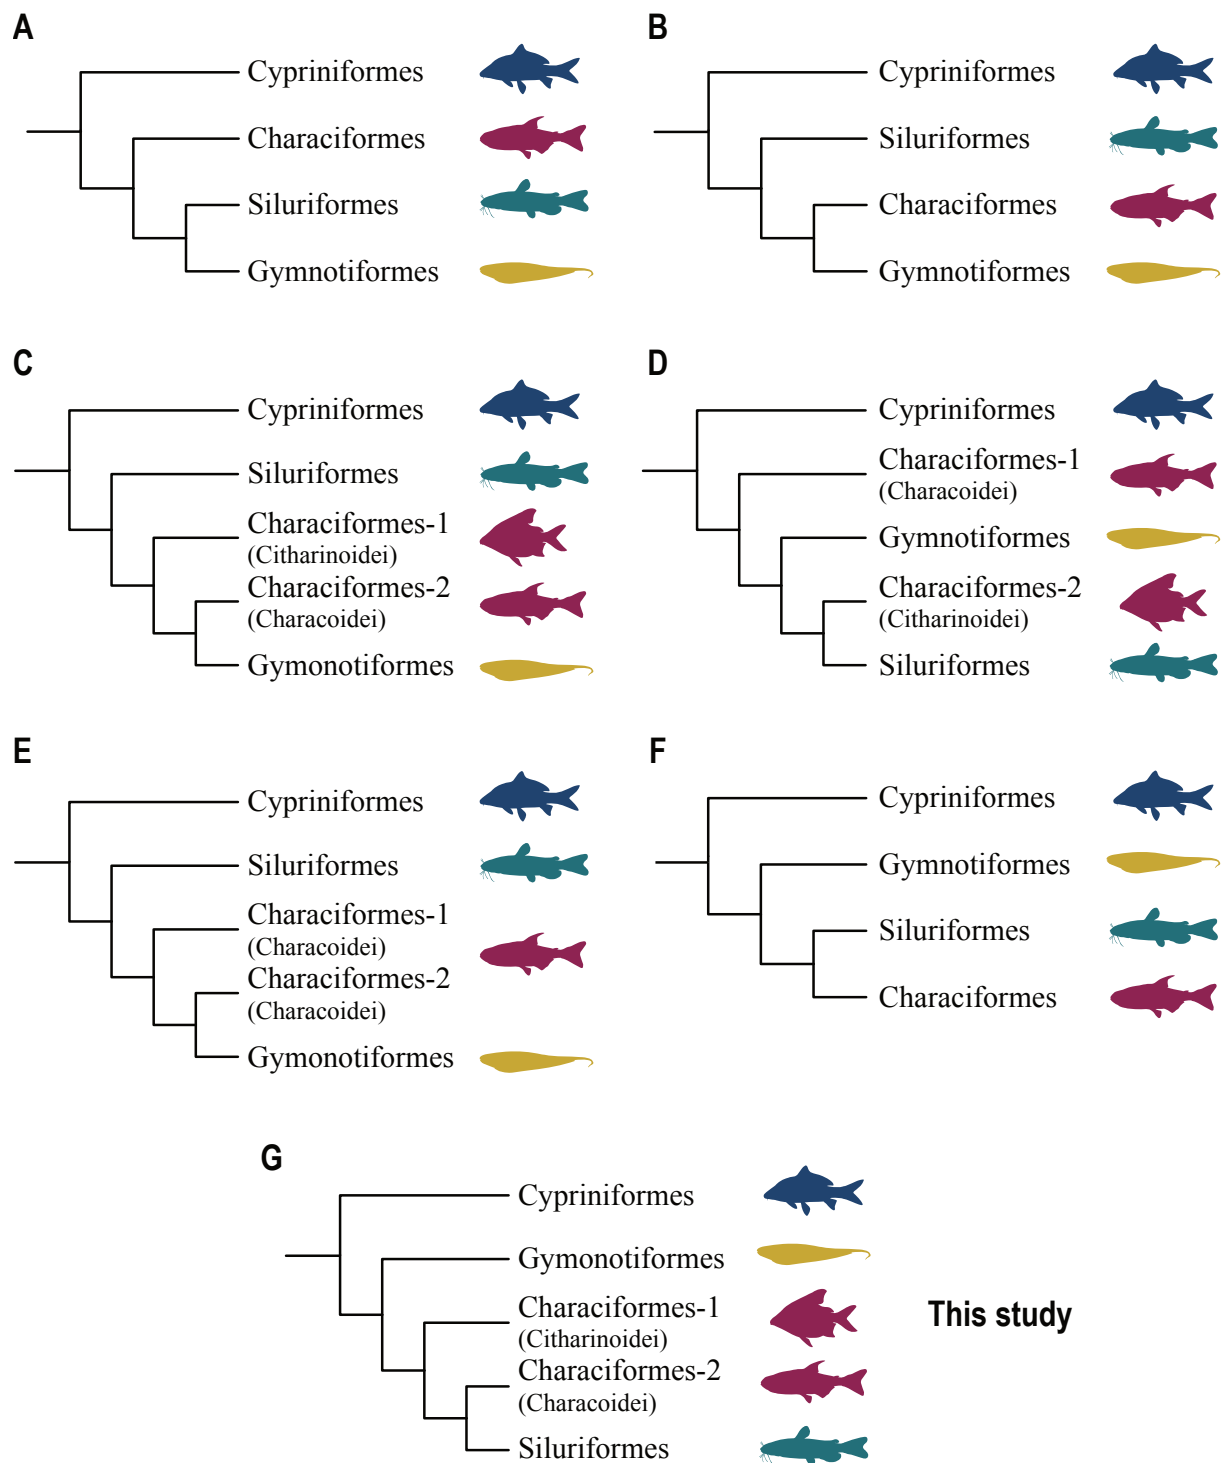 A
Cypriniformes
Characiformes
Siluriformes
Gymnotiformes
B
Cypriniformes
Siluriformes
Characiformes
Gymnotiformes
C
Cypriniformes
Siluriformes
Characiformes-1
(Citharinoidei)
Characiformes-2
(Characoidei)
Gymonotiformes
D
Cypriniformes
Characiformes-1
(Characoidei)
Gymnotiformes
Characiformes-2
(Citharinoidei)
Siluriformes
E
Cypriniformes
Siluriformes
Characiformes-1
(Characoidei)
Characiformes-2
(Characoidei)
Gymonotiformes
F
Cypriniformes
Gymnotiformes
Siluriformes
Characiformes
G
Cypriniformes
Gymonotiformes
Characiformes-1
(Citharinoidei)
Characiformes-2
(Characoidei)
Siluriformes
This study